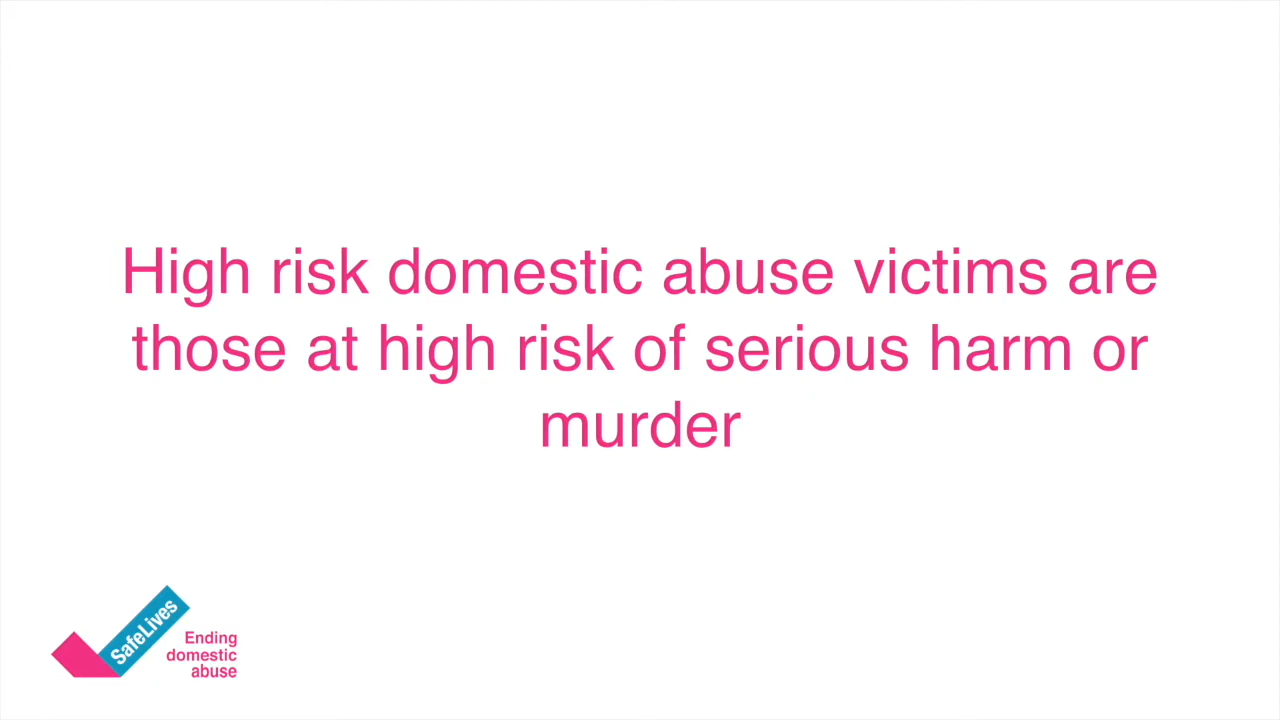 High risk domestic abuse victims are
those at high risk of serious harm or
murder
SafeLives
Ending
domestic
abuse